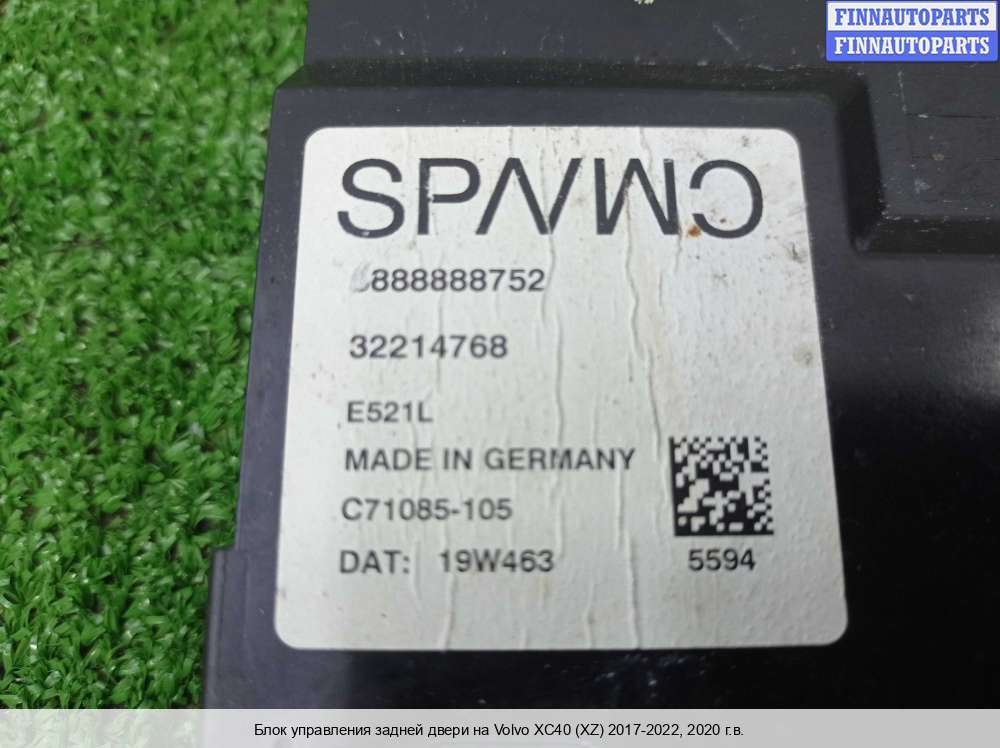 FINNAUTOPARTS
FINNAUTOPARTS
888888752
32214768
E521L
MADE IN GERMANY
C71085-105
DAT: 19W463
5594
Блок управления задней двери на Volvo XC40 (XZ) 2017-2022, 2020 г.в.